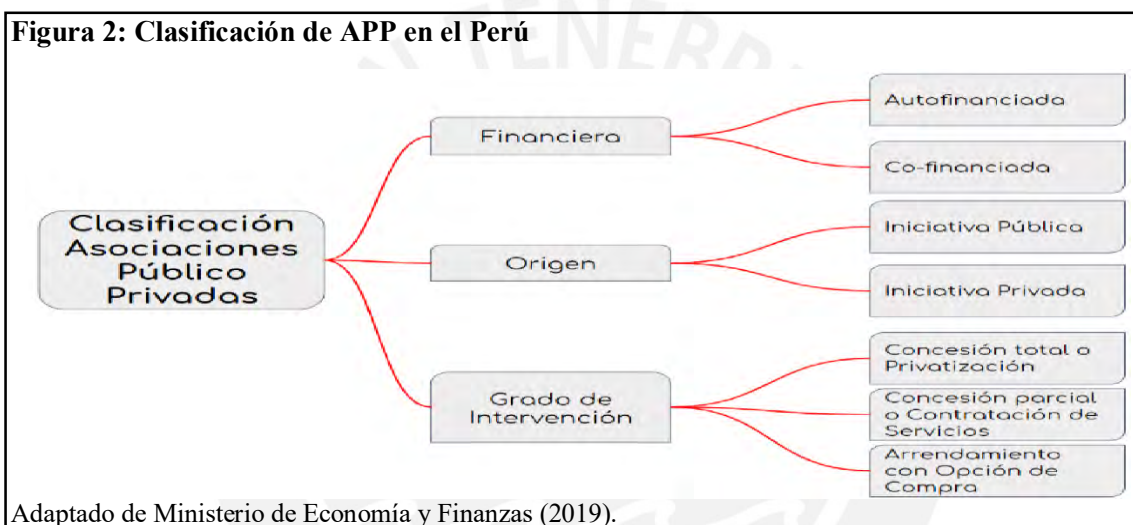 Figura 2: Clasificación de APP en el Perú
Clasificación
Asociaciones
Público
Privadas
Financiera
Autofinanciada
Co-financiada
Origen
Iniciativa Pública
Iniciativa Privada
Grado de
Intervención
Concesión total o
Privatización
Concesión parcial
o Contratación de
Servicios
Arrendamiento
con Opción de
Compra
Adaptado de Ministerio de Economía y Finanzas (2019).